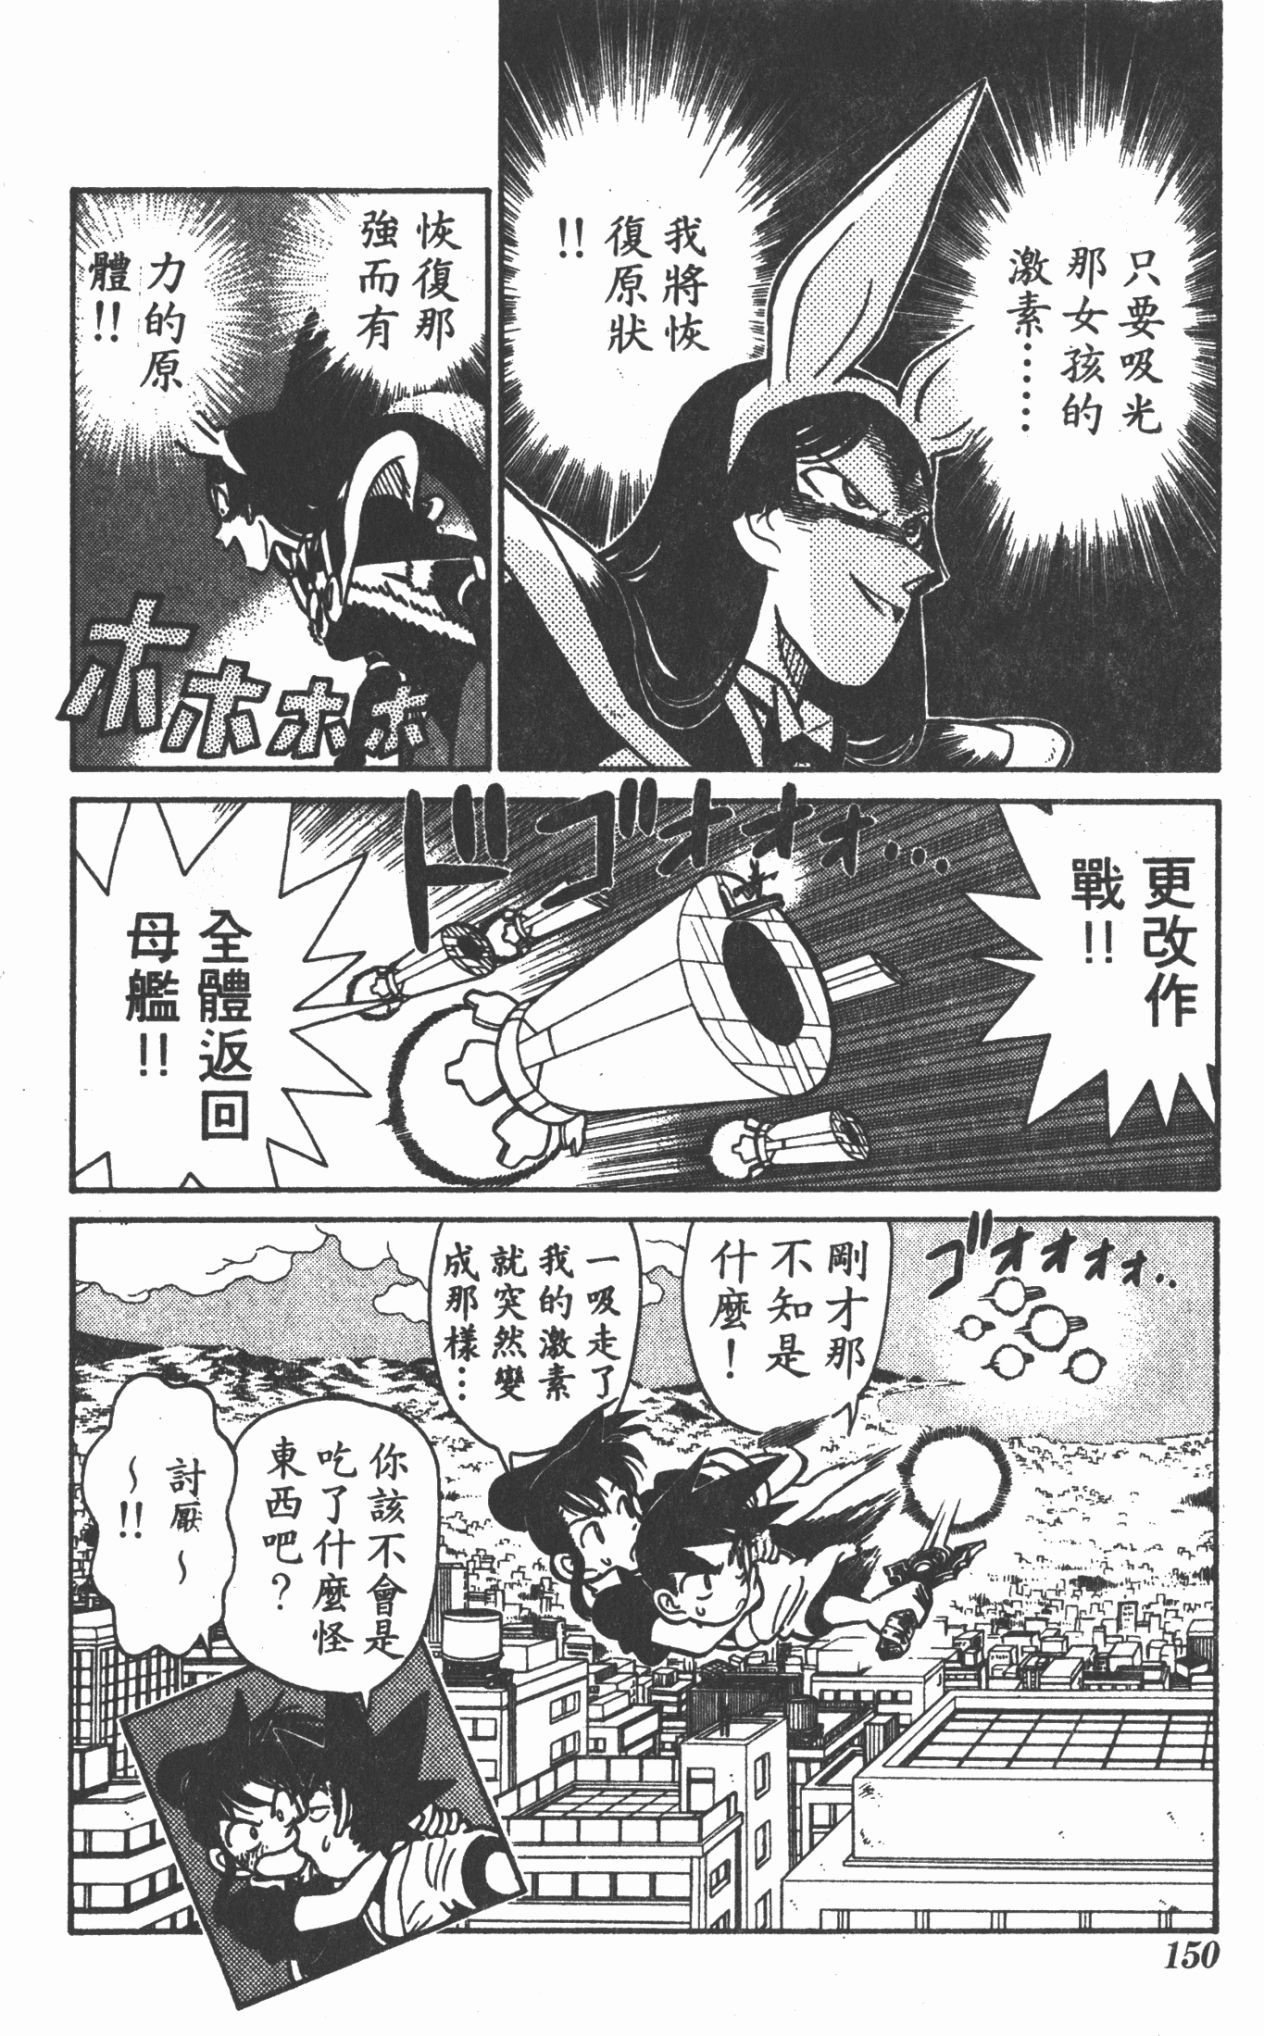 只要吸光
那女孩的
激素……
我將恢
復原狀
!!
恢復那
強而有
力的原
體!!
ホホホホ
更改作
戰!!
ドゴオオオ…
全體返回
母艦!!
ゴオオオオ..
剛才那
不知是
什麼!
一吸走了
我的激素
就突然變
成那樣…
你該不會是
吃了什麼怪
東西吧?
討厭~
~!!
150